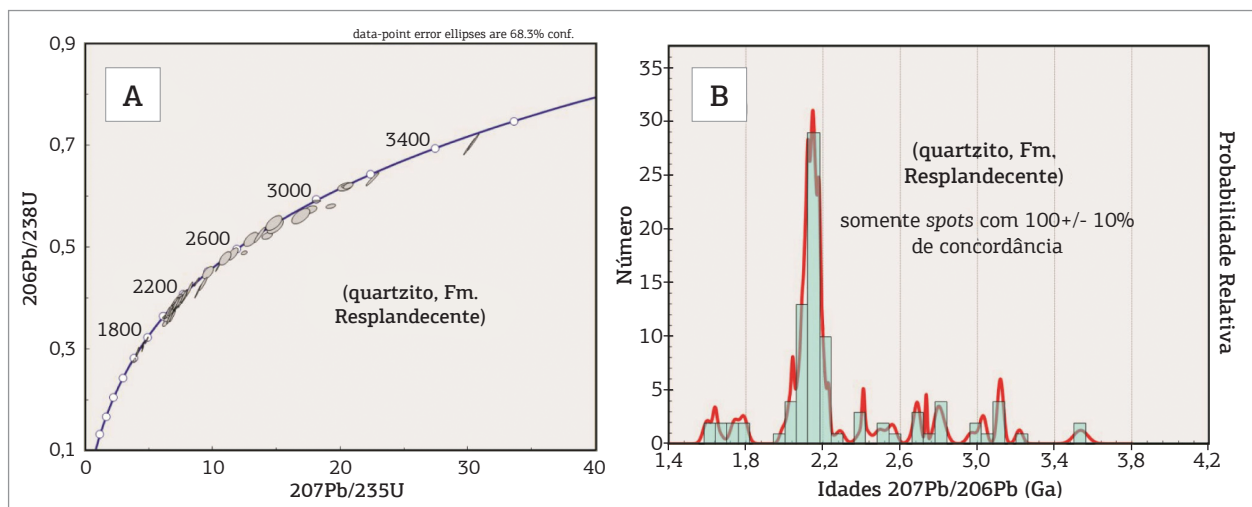 data-point error ellipses are 68.3% conf.
A
206Pb/238U
0,9
0,7
0,5
0,3
0,1
1800
2200
2600
3000
3400
(quartzito, Fm.
Resplandecente)
0
10
20
30
40
207Pb/235U
B
Número
35
30
25
20
15
10
5
0
(quartzito, Fm.
Resplandecente)
somente spots com 100+/- 10%
de concordância
1,4
1,8
2,2
2,6
3,0
3,4
3,8
4,2
Idades 207Pb/206Pb (Ga)
Probabilidade Relativa